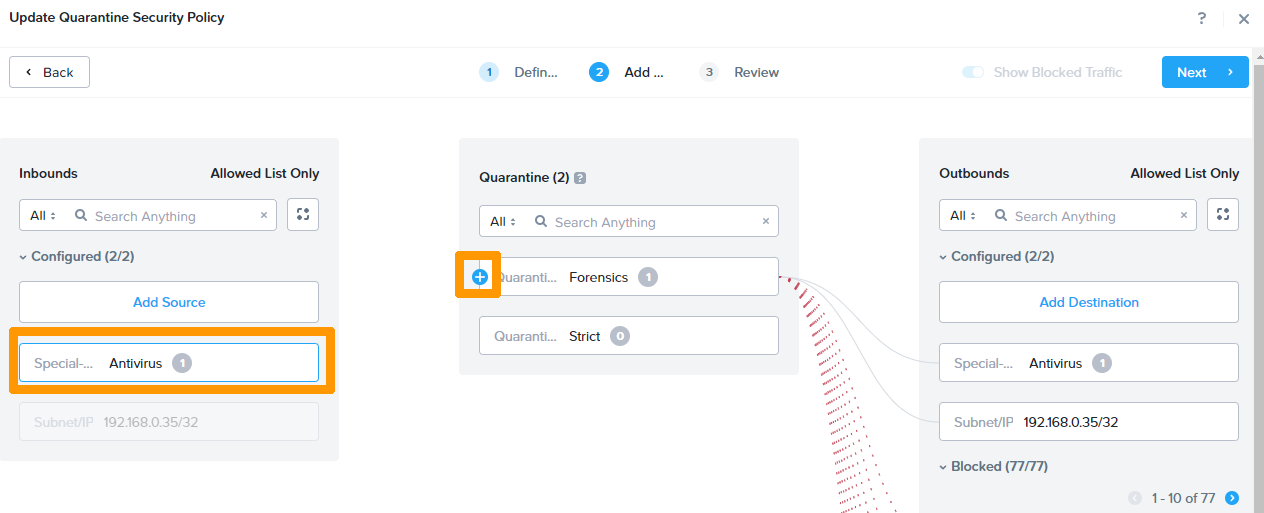 Update Quarantine Security Policy
?
Back
1 Defin...
2 Add ...
3 Review
Show Blocked Traffic
Next
Inbounds Allowed List Only
All Search Anything
Configured (2/2)
Add Source
Special-... Antivirus 1
Subnet/IP 192.168.0.35/32
Quarantine (2) ?
All Search Anything
Quaranti... Forensics 1
Quaranti... Strict 0
Outbounds Allowed List Only
All Search Anything
Configured (2/2)
Add Destination
Special-... Antivirus 1
Subnet/IP 192.168.0.35/32
Blocked (77/77)
1 - 10 of 77